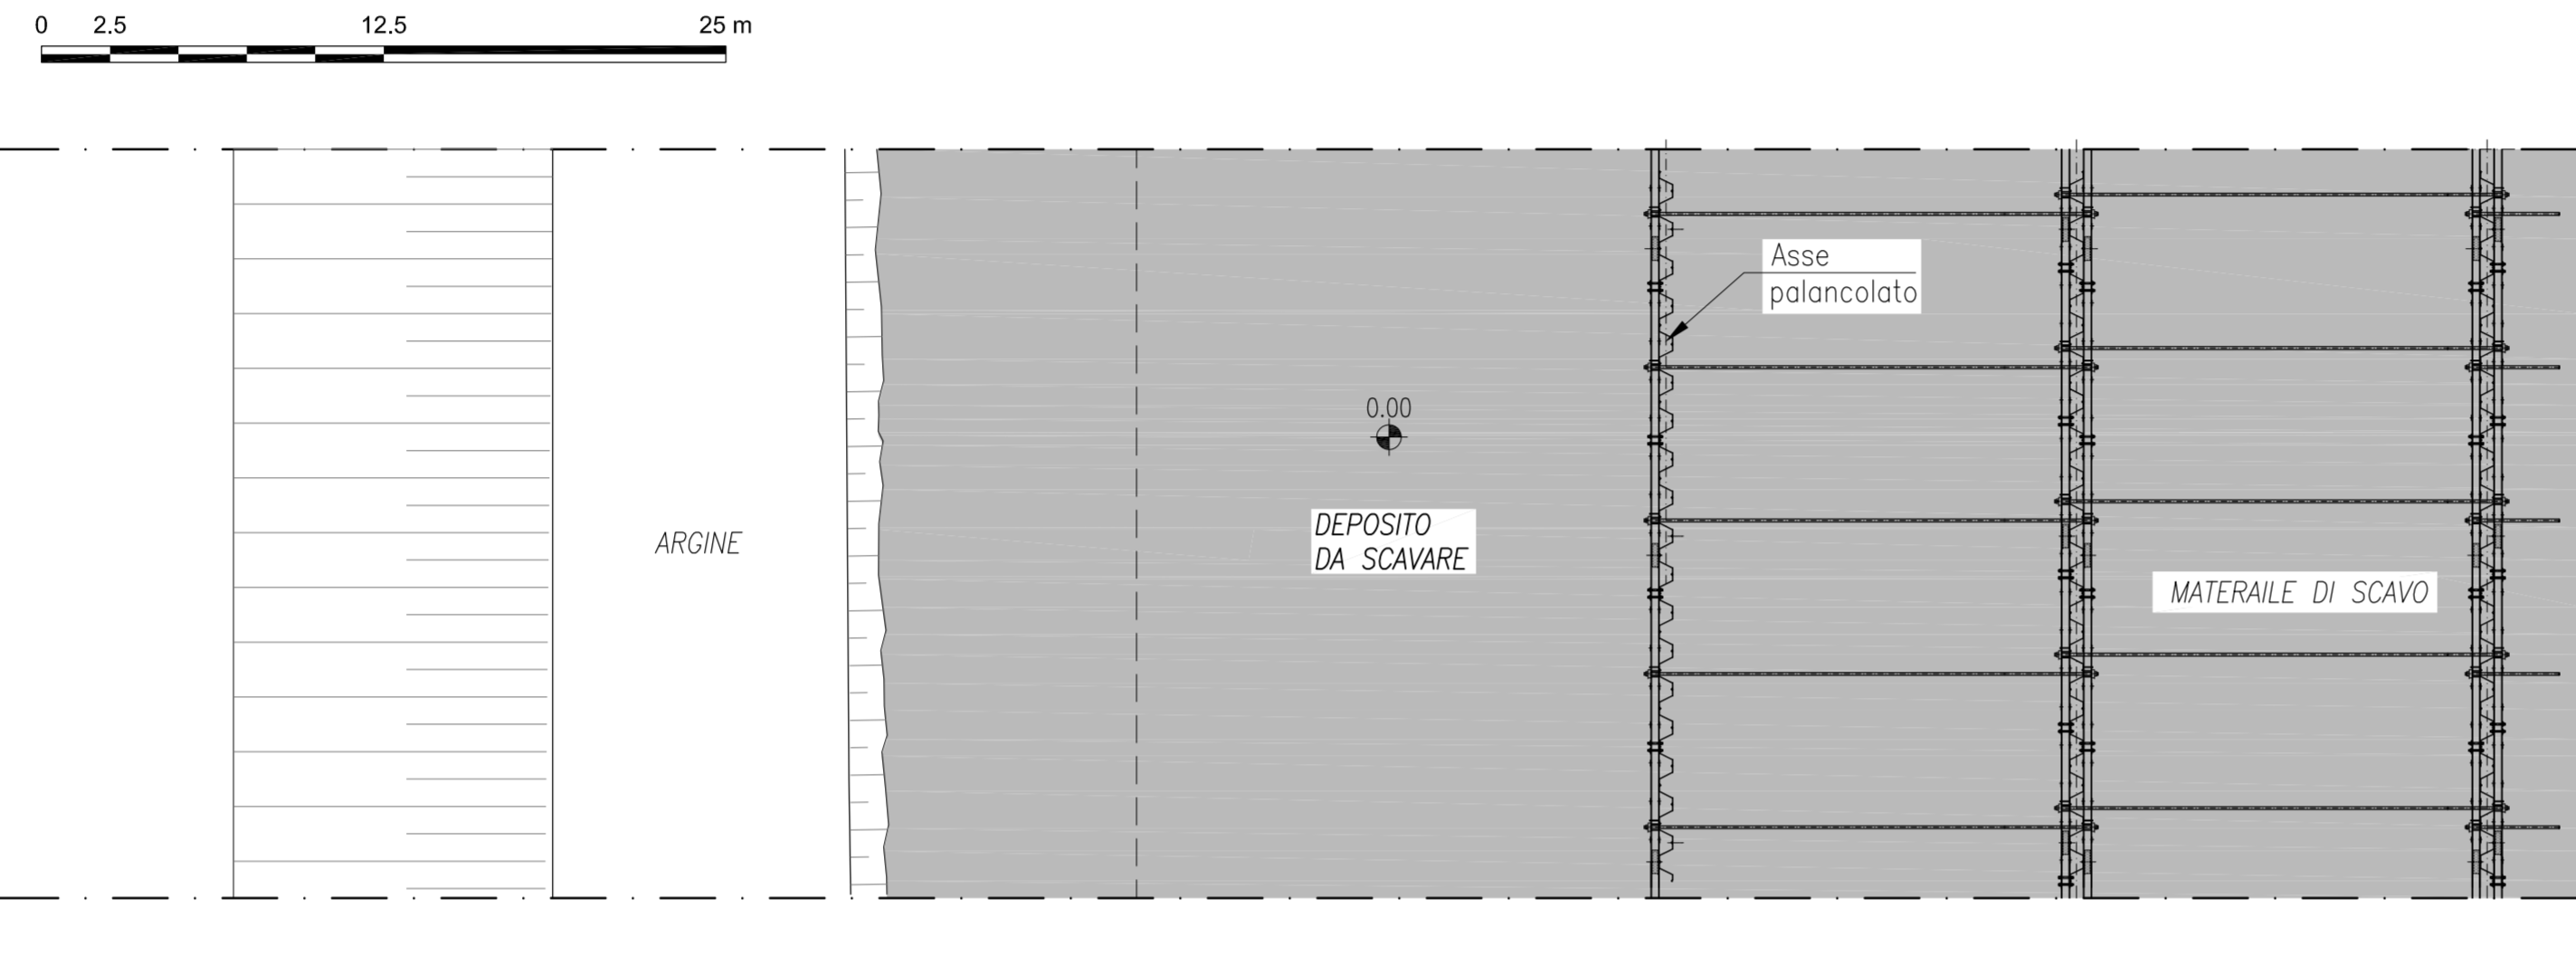 0 2.5 12.5 25 m
Asse
palancolato
0.00
DEPOSITO
DA SCAVARE
ARGINE
MATERAILE DI SCAVO